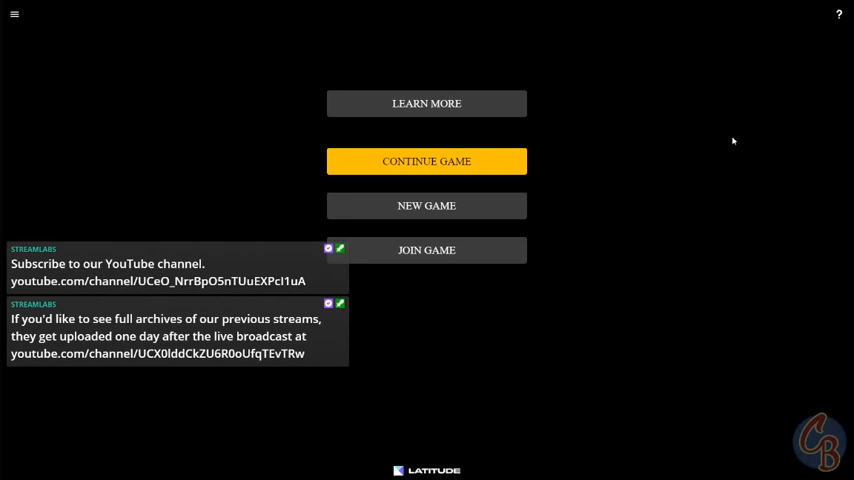 ?
LEARN MORE
CONTINUE GAME
NEW GAME
JOIN GAME
STREAMLABS
Subscribe to our YouTube channel.
youtube.com/channel/UCeO_NrrBpO5nTUuEXPcI1uA
STREAMLABS
If you'd like to see full archives of our previous streams,
they get uploaded one day after the live broadcast at
youtube.com/channel/UCX0lddCkZU6R0oUfqTEvTRw
CB
LATITUDE